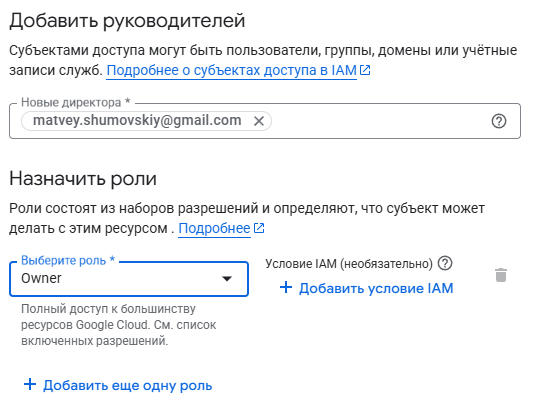 Добавить руководителей
Субъектами доступа могут быть пользователи, группы, домены или учётные
записи служб. Подробнее о субъектах доступа в IAM
Новые директора *
matvey.shumovskiy@gmail.com
Назначить роли
Роли состоят из наборов разрешений и определяют, что субъект может
делать с этим ресурсом . Подробнее
Выберите роль *
Owner
Условие IAM (необязательно)
Добавить условие IAM
Полный доступ к большинству
ресурсов Google Cloud. См. список
включенных разрешений.
Добавить еще одну роль